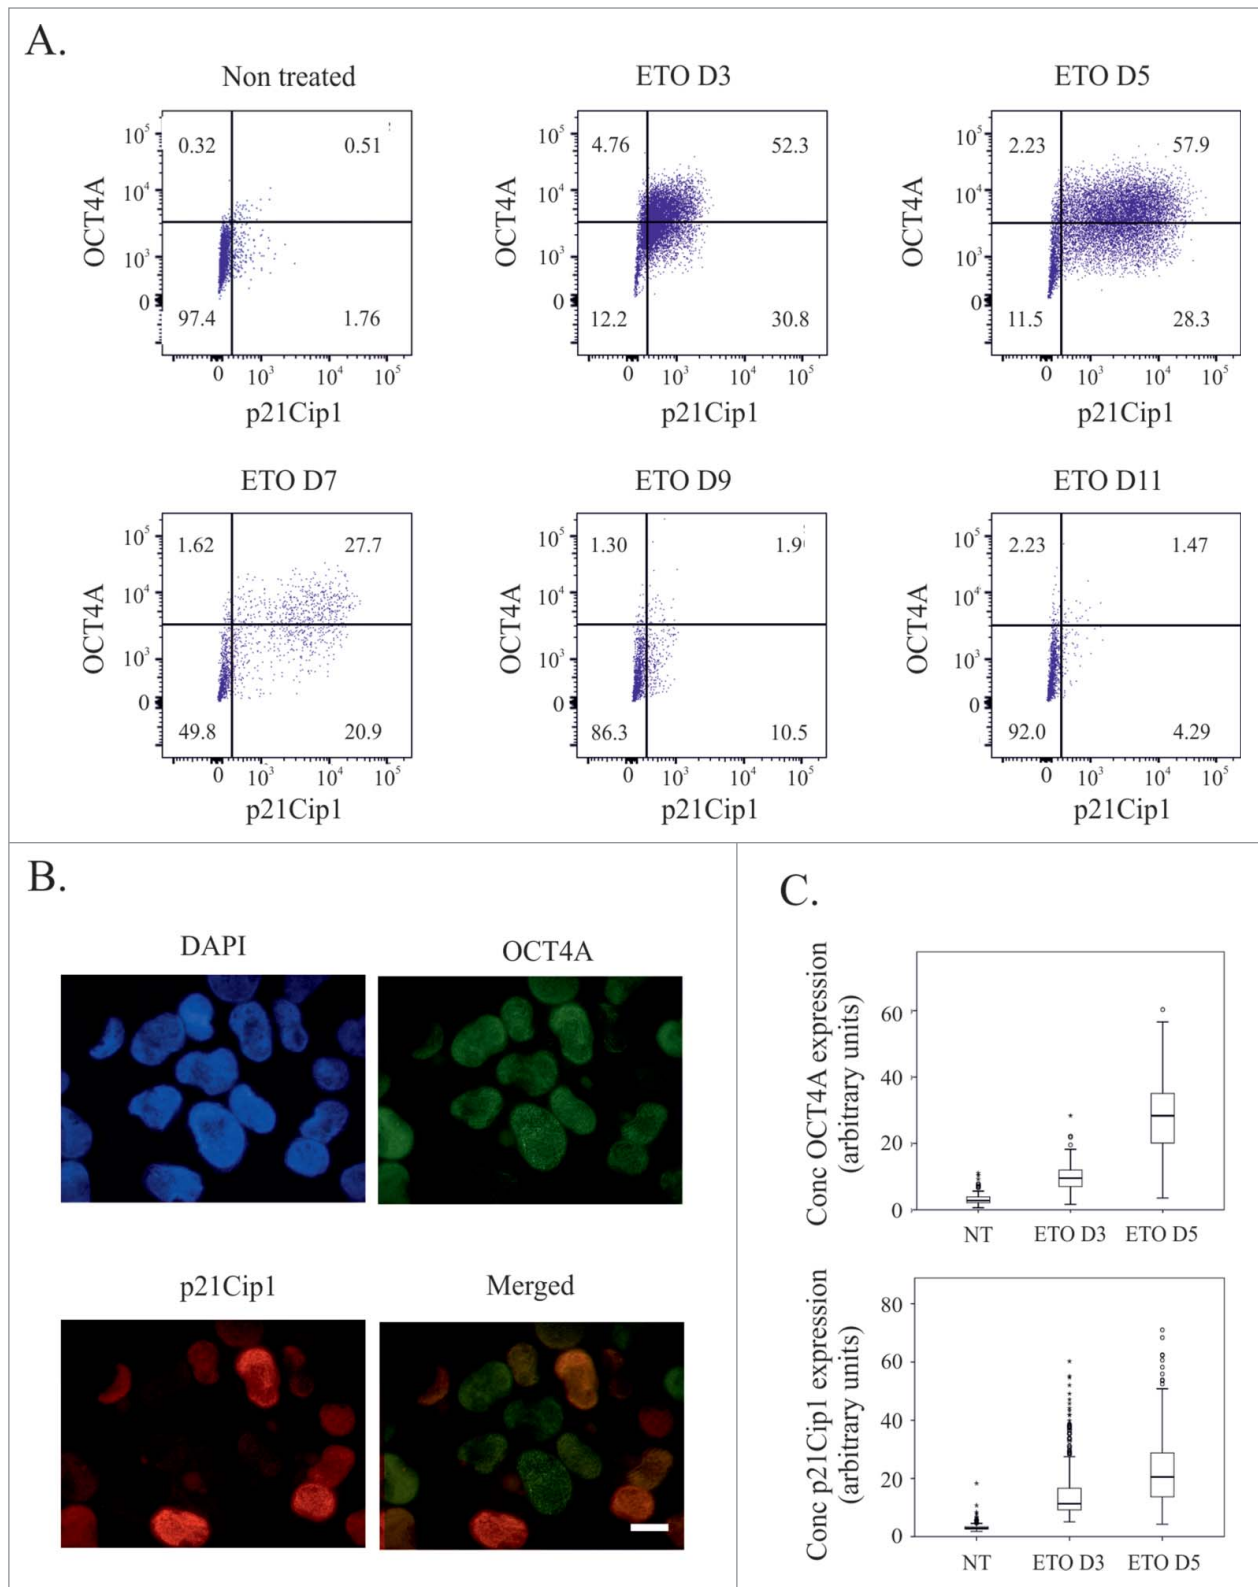 A.
Non treated
ETO D3
ETO D5
OCT4A
10⁵
10⁴
10³
0
0.32
0.51
97.4
1.76
0
10³
10⁴
10⁵
p21Cip1
OCT4A
10⁵
10⁴
10³
0
4.76
52.3
12.2
30.8
0
10³
10⁴
10⁵
p21Cip1
OCT4A
10⁵
10⁴
10³
0
2.23
57.9
11.5
28.3
0
10³
10⁴
10⁵
p21Cip1
ETO D7
ETO D9
ETO D11
OCT4A
10⁵
10⁴
10³
0
1.62
27.7
49.8
20.9
0
10³
10⁴
10⁵
p21Cip1
OCT4A
10⁵
10⁴
10³
0
1.30
1.9
86.3
10.5
0
10³
10⁴
10⁵
p21Cip1
OCT4A
10⁵
10⁴
10³
0
2.23
1.47
92.0
4.29
0
10³
10⁴
10⁵
p21Cip1
B.
DAPI
OCT4A
p21Cip1
Merged
C.
Conc OCT4A expression
(arbitrary units)
60
40
20
0
NT
ETO D3
ETO D5
Conc p21Cip1 expression
(arbitrary units)
80
60
40
20
0
NT
ETO D3
ETO D5